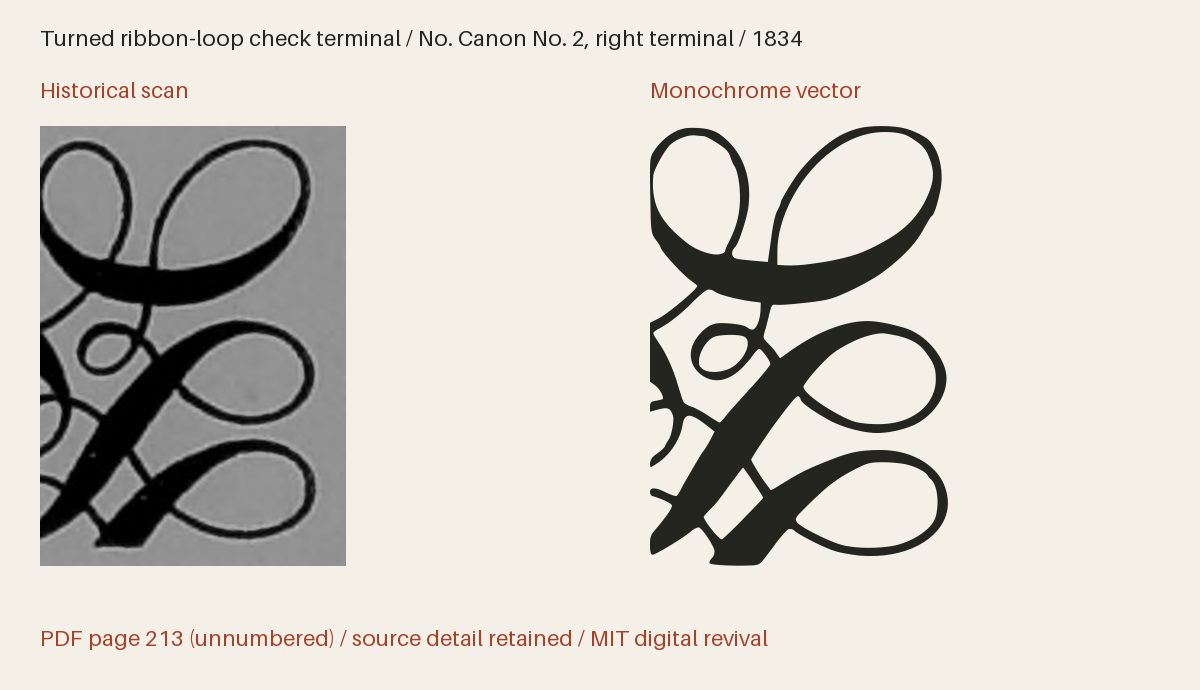 Turned ribbon-loop check terminal / No. Canon No. 2, right terminal / 1834
Historical scan
Monochrome vector
PDF page 213 (unnumbered) / source detail retained / MIT digital revival